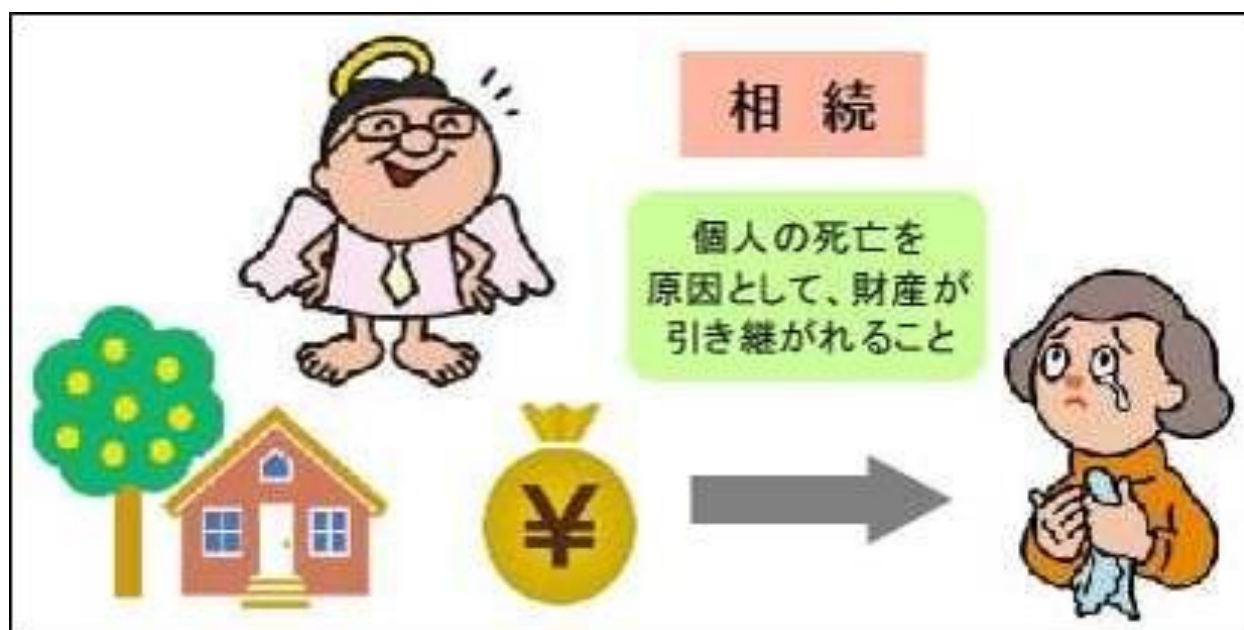 相続
個人の死亡を
原因として、財産が
引き継がれること
¥